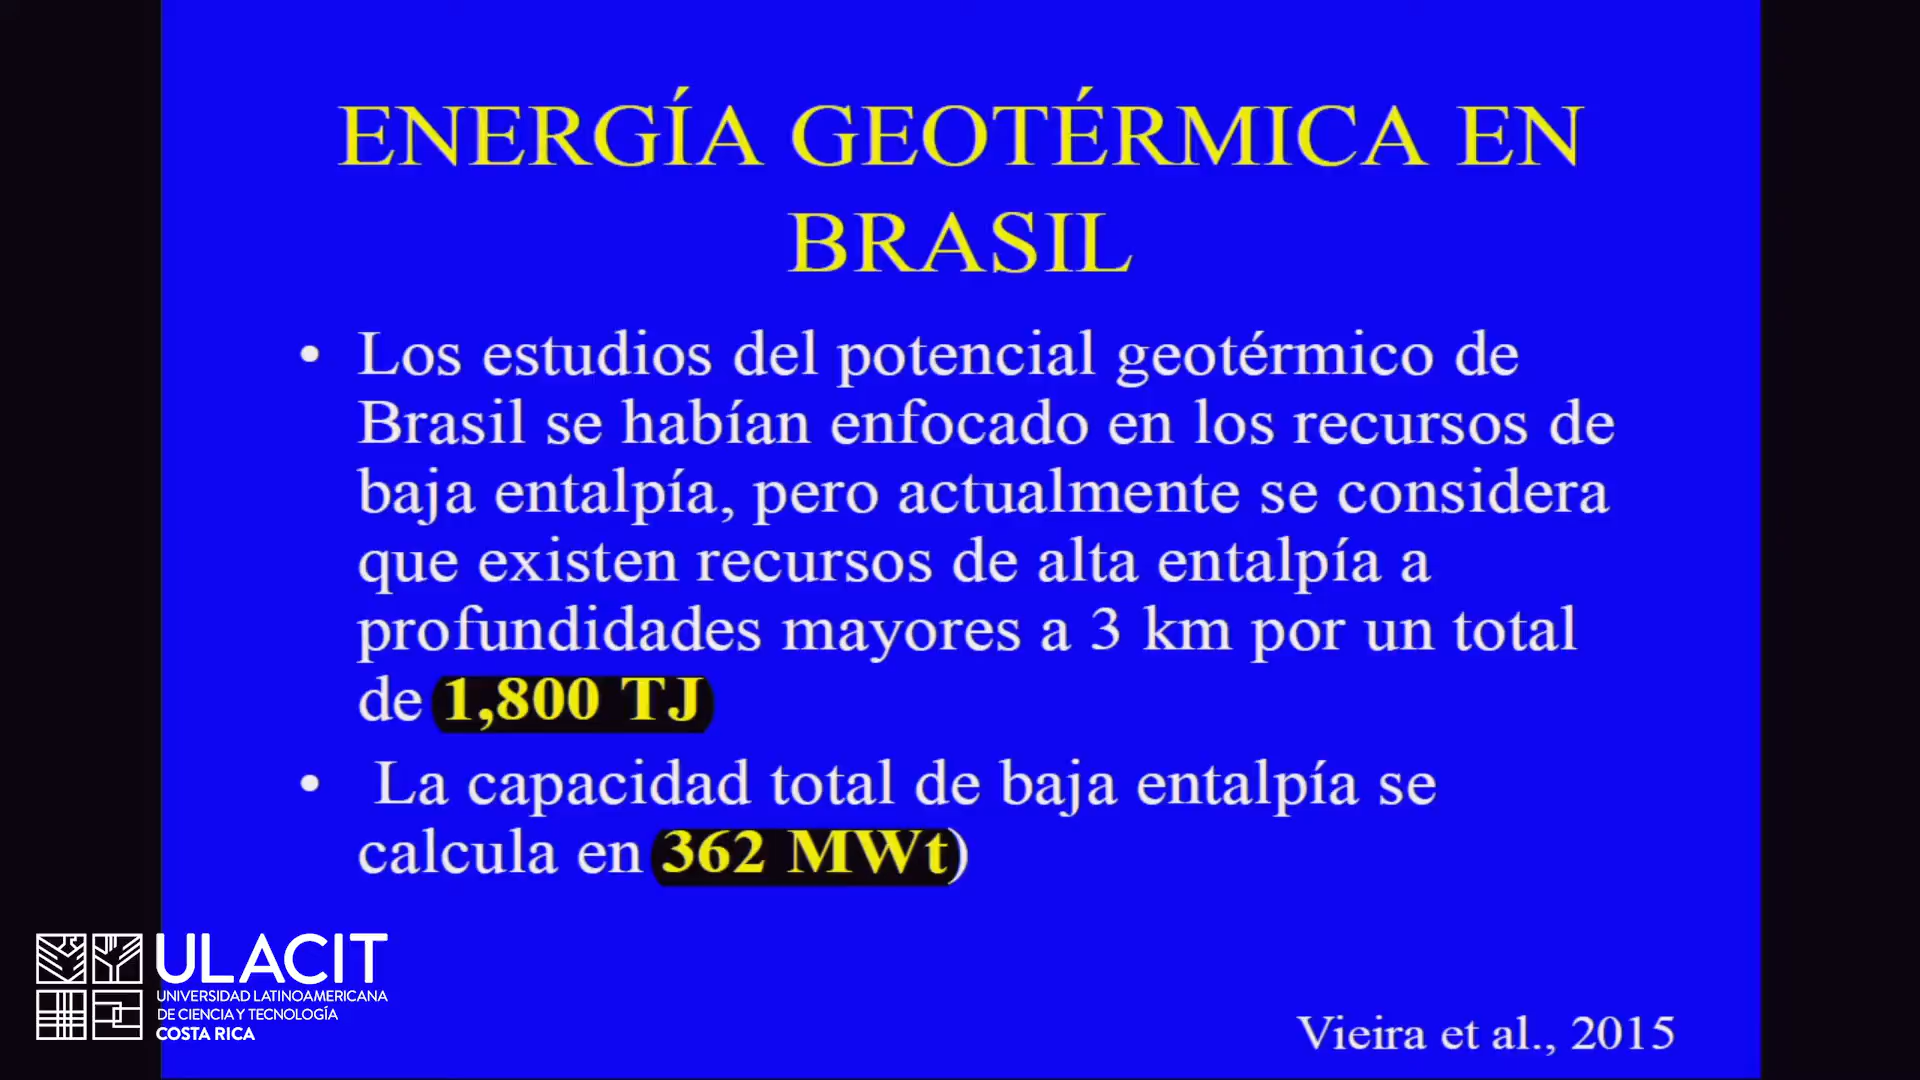 ENERGÍA GEOTÉRMICA EN
BRASIL
• Los estudios del potencial geotérmico de
Brasil se habían enfocado en los recursos de
baja entalpía, pero actualmente se considera
que existen recursos de alta entalpía a
profundidades mayores a 3 km por un total
de 1,800 TJ
• La capacidad total de baja entalpía se
calcula en 362 MWt)
ULACIT
UNIVERSIDAD LATINOAMERICANA
DE CIENCIA Y TECNOLOGÍA
COSTA RICA
Vieira et al., 2015